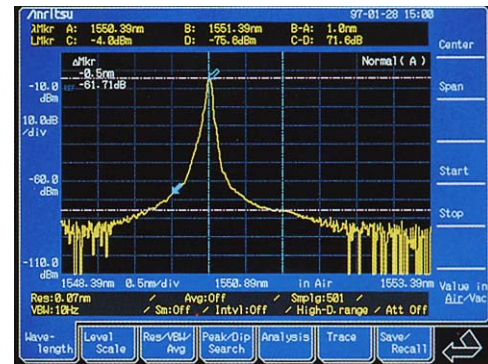 Anritsu 97-01-28 15:00
λMkr A: 1550.39nm B: 1551.39nm B-A: 1.0nm
LMkr C: -4.0dBm D: -75.6dBm C-D: 71.6dB
Center
ΔMkr Normal(A)
-0.5nm
-61.71dB
REF
-10.0
dBm
Span
10.0dB
/div
Start
-60.0
dBm
Stop
-110.0
dBm
1548.39nm 0.5nm/div 1550.89nm in Air 1553.39nm
Value in
Air/Vac
Res:0.07nm / Avg:Off / Smplg:501 /
VBW:10Hz / Sm:Off / Intvl:Off / High-D.range / Att Off
Wave-
length
Level
Scale
Res/VBW/
Avg
Peak/Dip
Search
Analysis
Trace
Save/
Recall